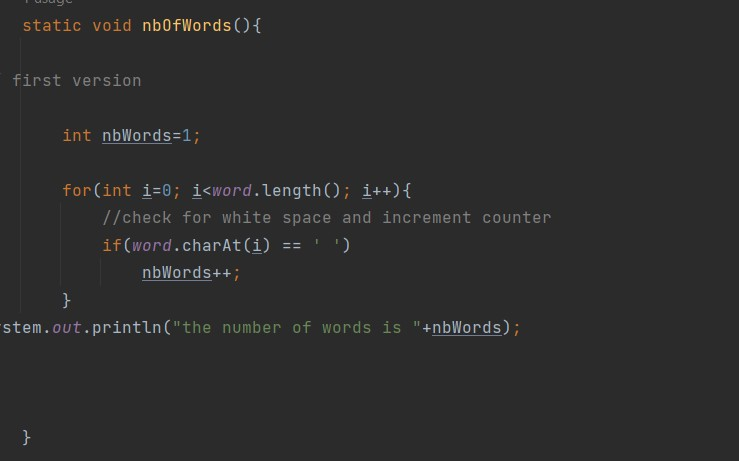 static void nbOfWords(){
first version
int nbWords=1;
for(int i=0; i<word.length(); i++){
//check for white space and increment counter
if(word.charAt(i) == ' ')
nbWords++;
}
stem.out.println("the number of words is "+nbWords);
}